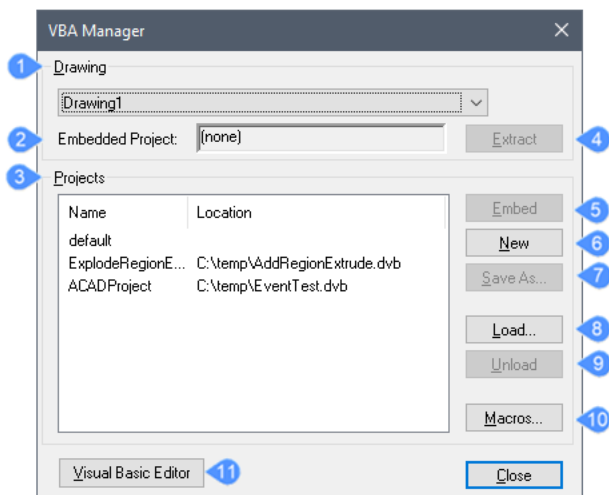 VBA Manager
1 Drawing
Drawing1
2 Embedded Project: (none) Extract 4
3 Projects
Name Location
default
ExplodeRegionE... C:\temp\AddRegionExtrude.dvb
ACADProject C:\temp\EventTest.dvb
Embed 5
New 6
Save As... 7
Load... 8
Unload 9
Macros... 10
Visual Basic Editor 11
Close